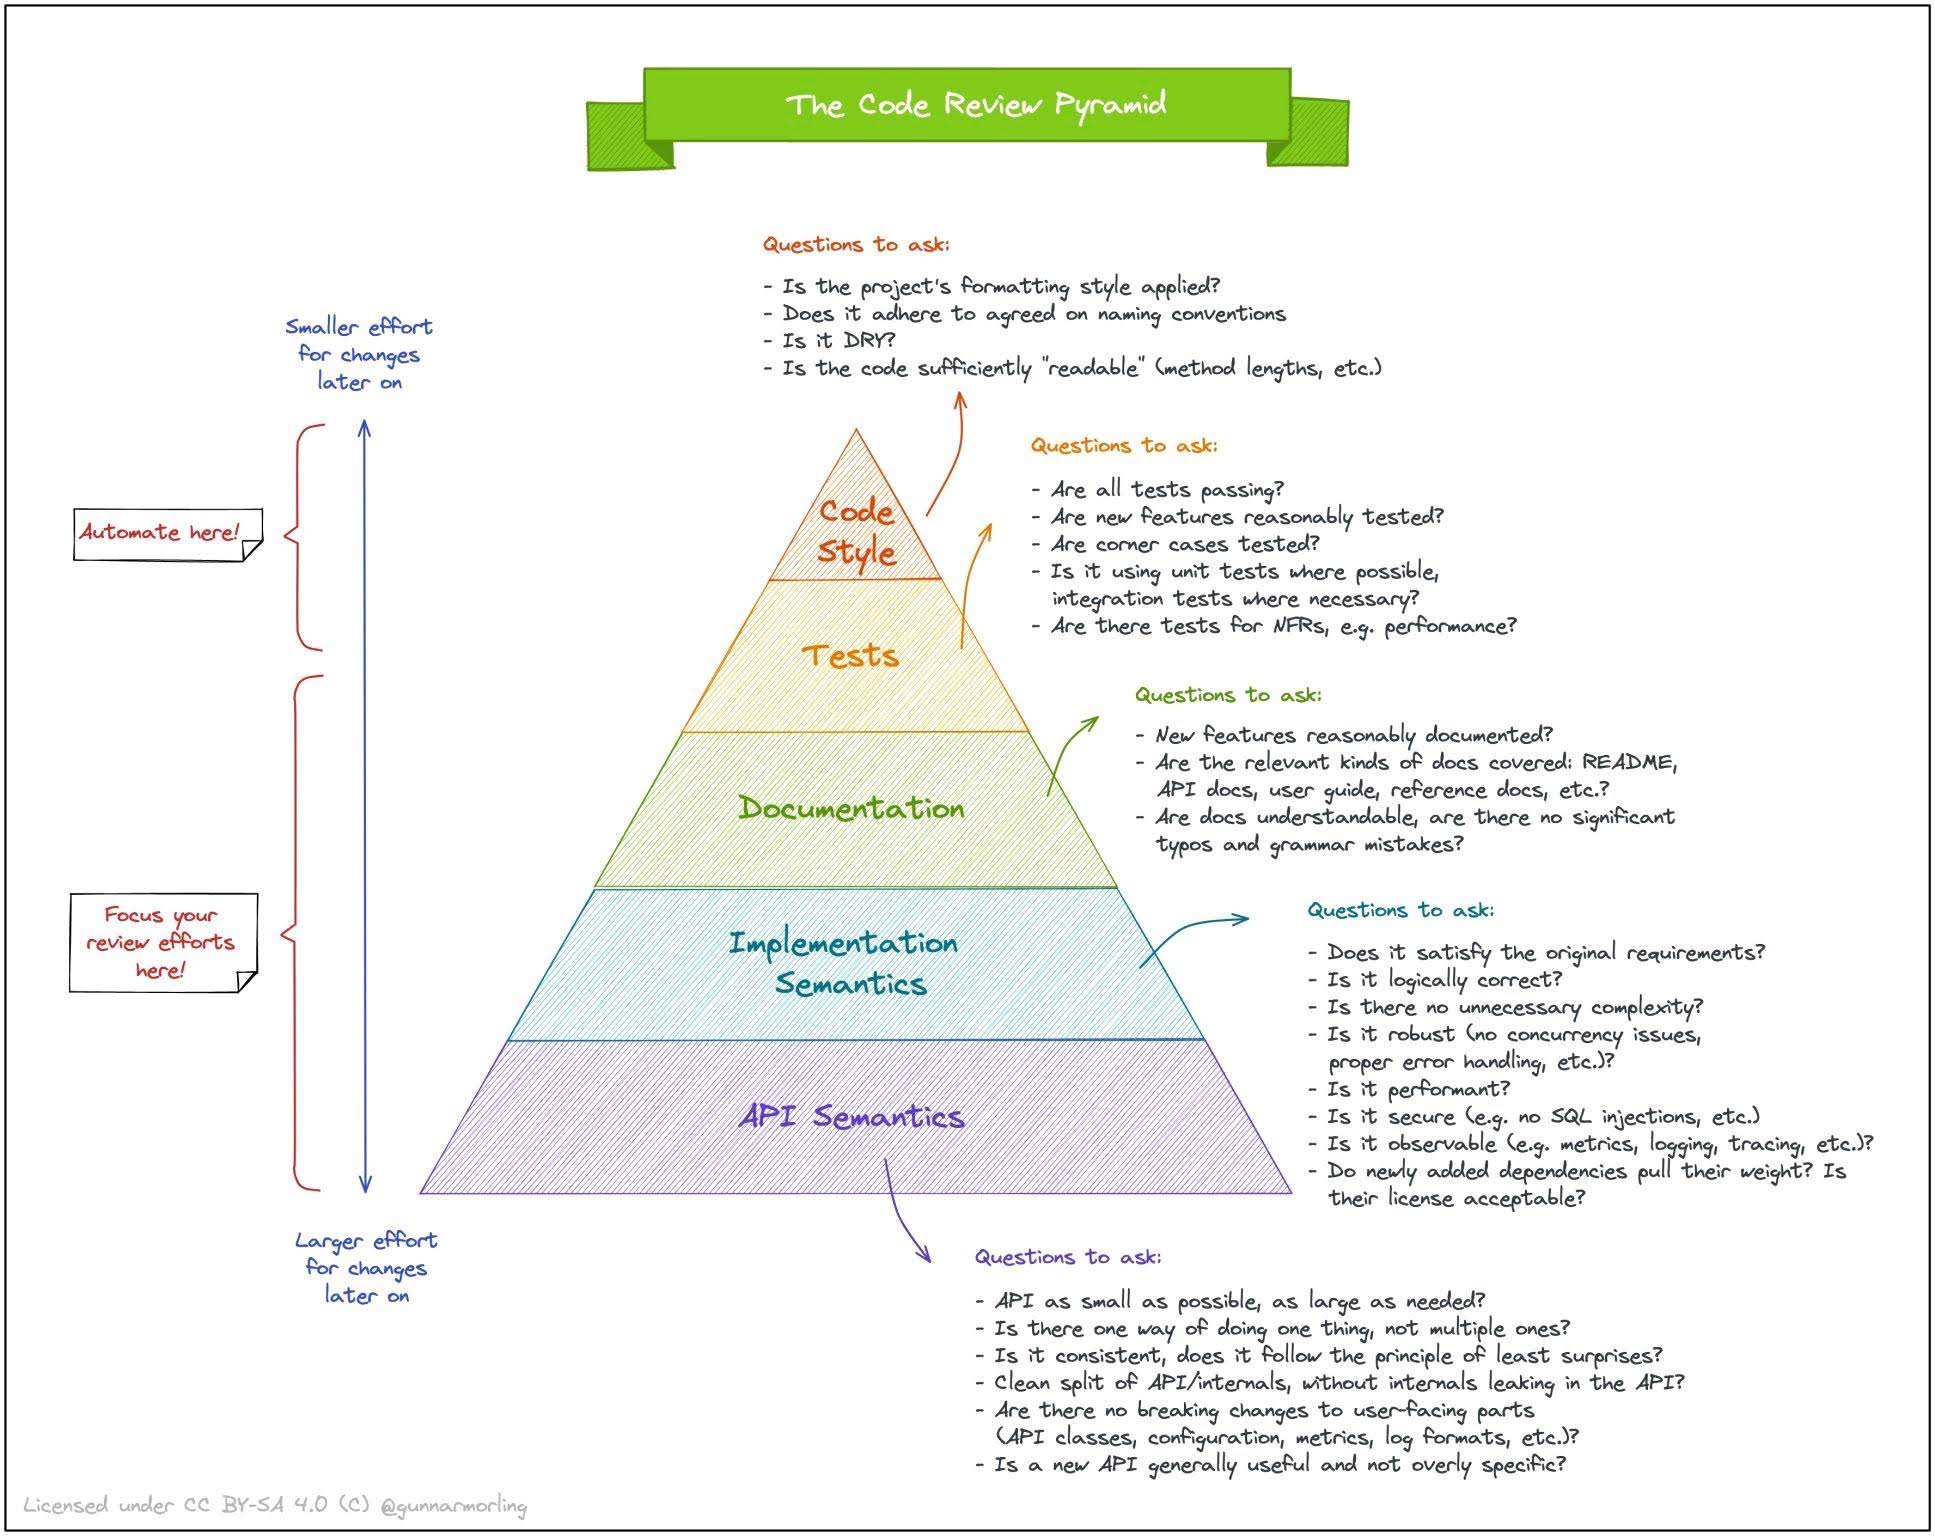 The Code Review Pyramid
Questions to ask:
- Is the project's formatting style applied?
- Does it adhere to agreed on naming conventions
- Is it DRY?
- Is the code sufficiently "readable" (method lengths, etc.)
Smaller effort
for changes
later on
Automate here!
Focus your
review efforts
here!
Larger effort
for changes
later on
Code
Style
Questions to ask:
- Are all tests passing?
- Are new features reasonably tested?
- Are corner cases tested?
- Is it using unit tests where possible,
integration tests where necessary?
- Are there tests for NFRs, e.g. performance?
Tests
Questions to ask:
- New features reasonably documented?
- Are the relevant kinds of docs covered: README,
API docs, user guide, reference docs, etc.?
- Are docs understandable, are there no significant
typos and grammar mistakes?
Documentation
Questions to ask:
- Does it satisfy the original requirements?
- Is it logically correct?
- Is there no unnecessary complexity?
- Is it robust (no concurrency issues,
proper error handling, etc.)?
- Is it performant?
- Is it secure (e.g. no SQL injections, etc.)
- Is it observable (e.g. metrics, logging, tracing, etc.)?
- Do newly added dependencies pull their weight? Is
their license acceptable?
Implementation
Semantics
API Semantics
Questions to ask:
- API as small as possible, as large as needed?
- Is there one way of doing one thing, not multiple ones?
- Is it consistent, does it follow the principle of least surprises?
- Clean split of API/internals, without internals leaking in the API?
- Are there no breaking changes to user-facing parts
(API classes, configuration, metrics, log formats, etc.)?
- Is a new API generally useful and not overly specific?
Licensed under CC BY-SA 4.0 (C) @gunnarmorling